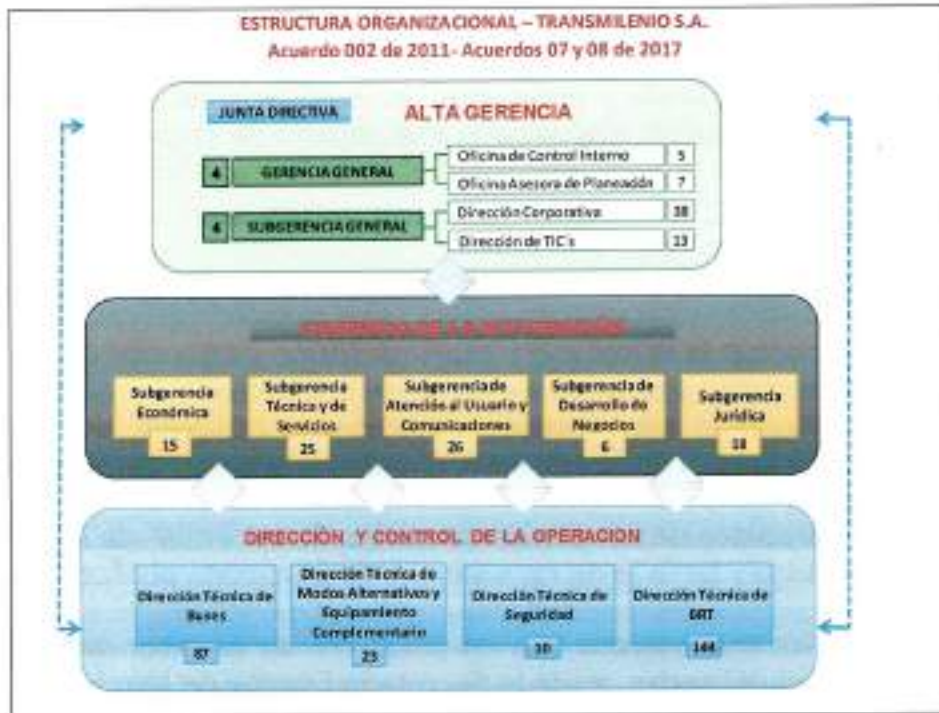 ESTRUCTURA ORGANIZACIONAL – TRANSMILENIO S.A.
Acuerdo 002 de 2011- Acuerdos 07 y 08 de 2017
JUNTA DIRECTIVA
ALTA GERENCIA
4 GERENCIA GENERAL
Oficina de Control Interno 5
Oficina Asesora de Planeación 7
4 SUBGERENCIA GENERAL
Dirección Corporativa 38
Dirección de TIC's 13
DE LA INTEGRACIÓN
Subgerencia
Económica
15
Subgerencia
Técnica y de
Servicios
25
Subgerencia de
Atención al Usuario y
Comunicaciones
26
Subgerencia de
Desarrollo de
Negocios
6
Subgerencia
Jurídica
18
DIRECCIÓN Y CONTROL DE LA OPERACION
Dirección Técnica de
Buses
87
Dirección Técnica de
Modos Alternativos y
Equipamiento
Complementario
23
Dirección Técnica de
Seguridad
10
Dirección Técnica de
BRT